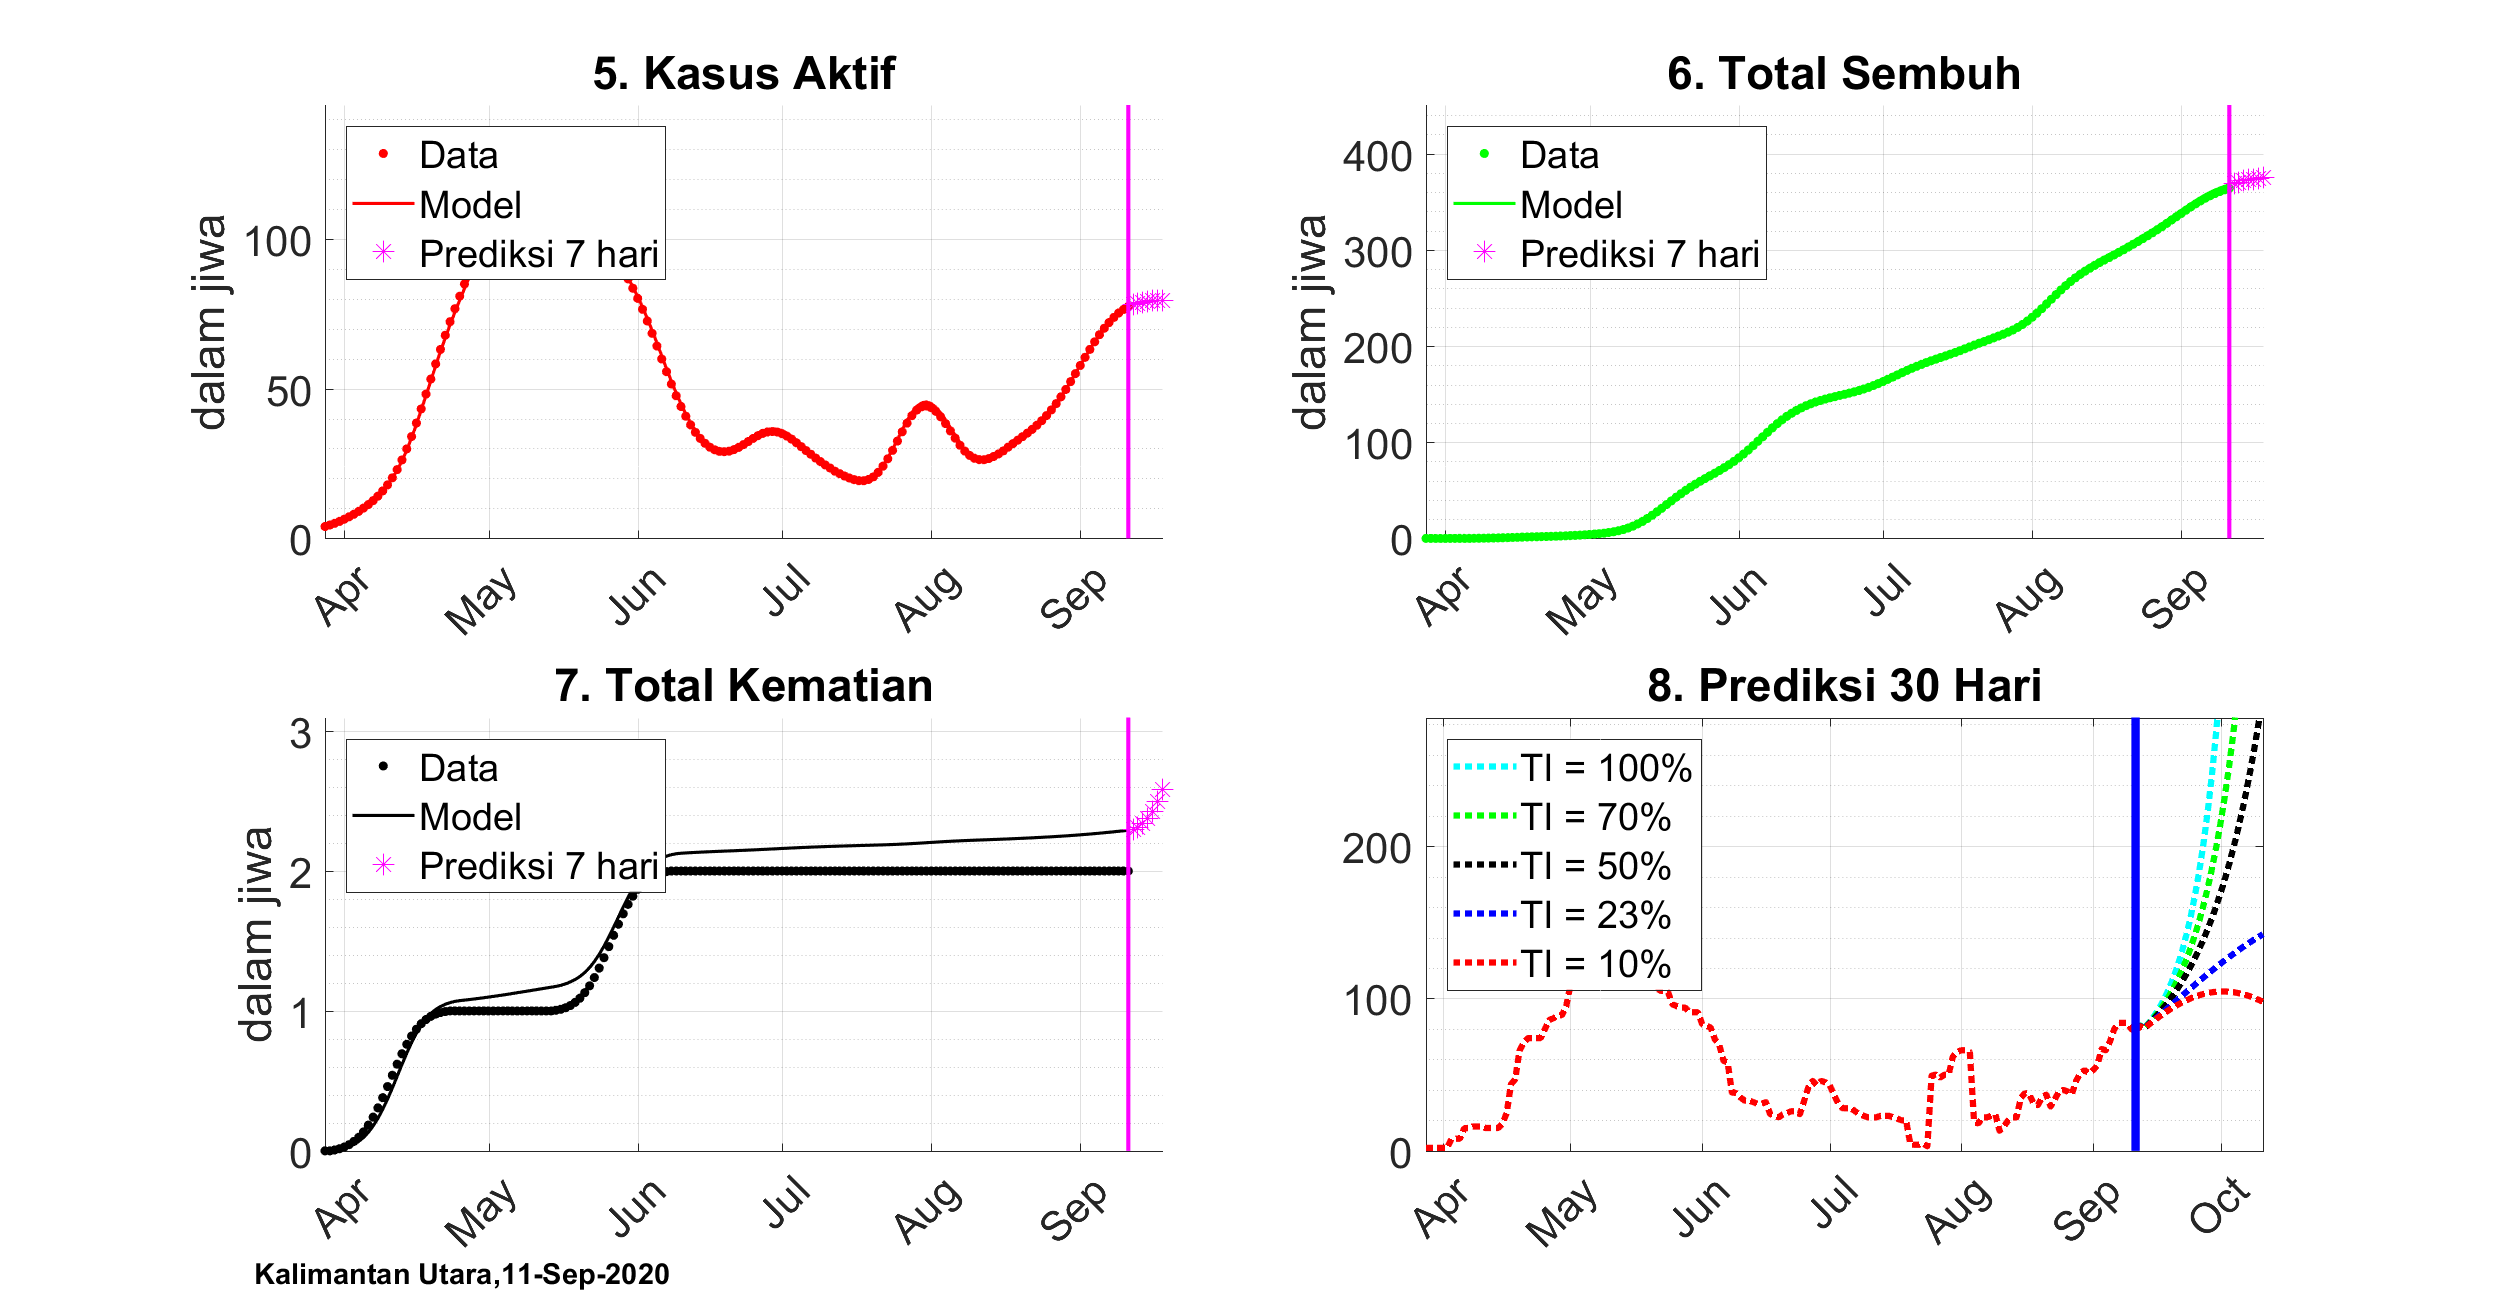 5. Kasus Aktif
dalam jiwa
100
50
0
Data
Model
Prediksi 7 hari
Apr May Jun Jul Aug Sep
6. Total Sembuh
dalam jiwa
400
300
200
100
0
Data
Model
Prediksi 7 hari
Apr May Jun Jul Aug Sep
7. Total Kematian
dalam jiwa
3
2
1
0
Data
Model
Prediksi 7 hari
Apr May Jun Jul Aug Sep
8. Prediksi 30 Hari
200
100
0
TI = 100%
TI = 70%
TI = 50%
TI = 23%
TI = 10%
Apr May Jun Jul Aug Sep Oct
Kalimantan Utara,11-Sep-2020